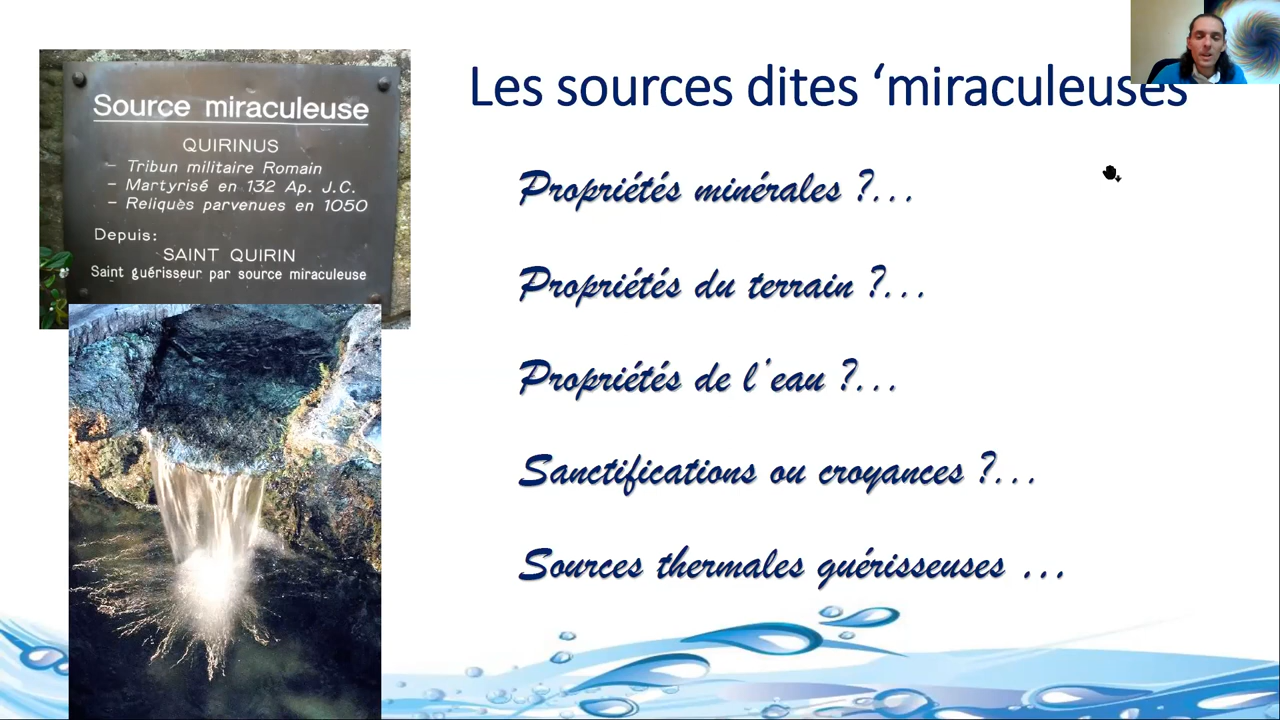 Les sources dites ‘miraculeuses
Source miraculeuse
QUIRINUS
- Tribun militaire Romain
- Martyrisé en 132 Ap. J.C.
- Reliques parvenues en 1050
Depuis:
SAINT QUIRIN
Saint guérisseur par source miraculeuse
Propriétés minérales ?...
Propriétés du terrain ?...
Propriétés de l'eau ?...
Sanctifications ou croyances ?...
Sources thermales guérisseuses ...